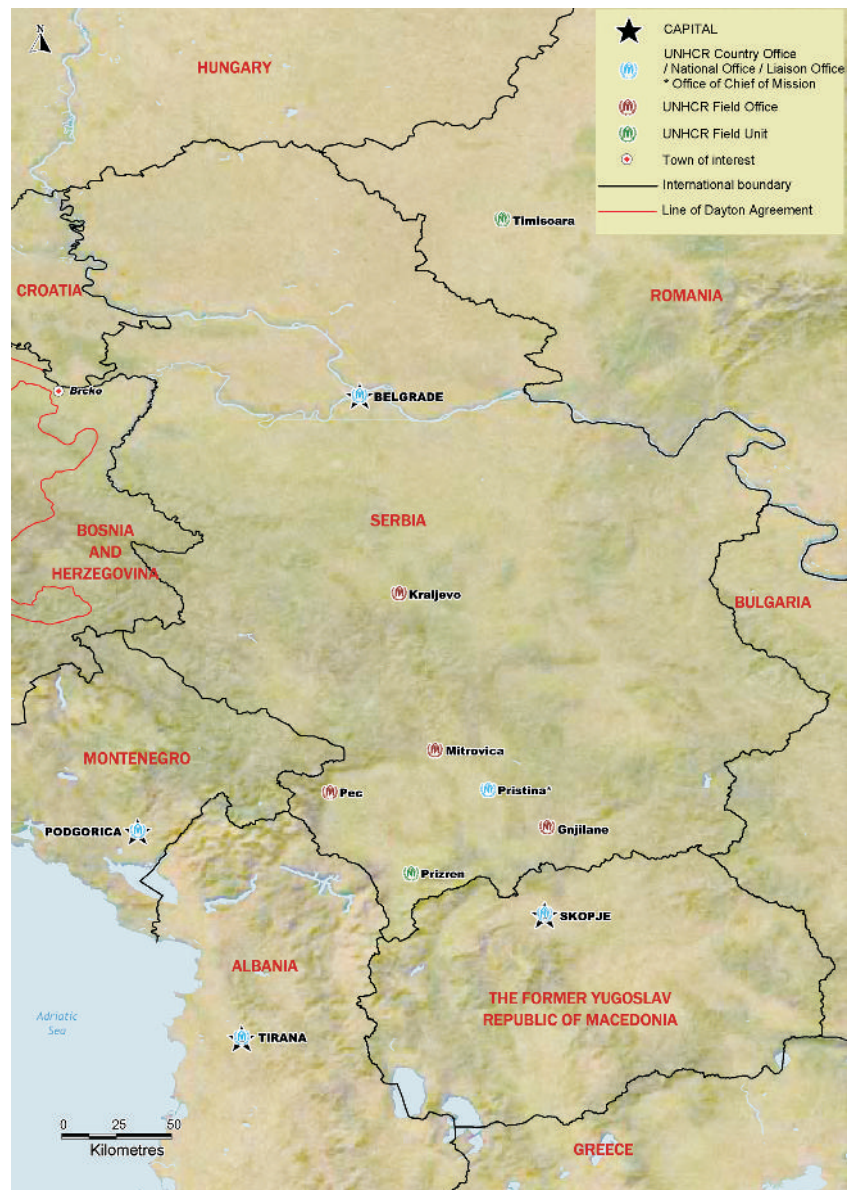 N
CAPITAL
UNHCR Country Office
/ National Office / Liaison Office
* Office of Chief of Mission
UNHCR Field Office
UNHCR Field Unit
Town of interest
International boundary
Line of Dayton Agreement
HUNGARY
Timisoara
CROATIA
ROMANIA
Brcko
BELGRADE
SERBIA
BOSNIA
AND
HERZEGOVINA
Kraljevo
BULGARIA
Mitrovica
MONTENEGRO
Pec
Pristina*
PODGORICA
Gnjilane
Prizren
SKOPJE
ALBANIA
THE FORMER YUGOSLAV
REPUBLIC OF MACEDONIA
Adriatic
Sea
TIRANA
0 25 50
Kilometres
GREECE